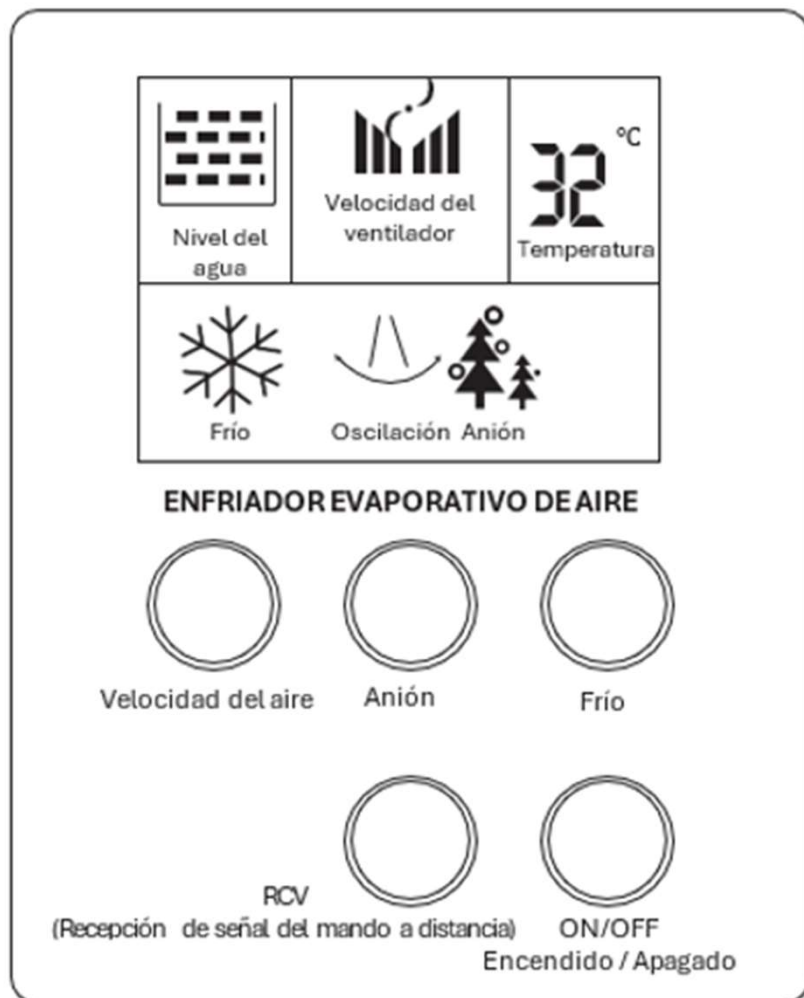 Nivel del
agua
Velocidad del
ventilador
32 °C
Temperatura
Frío
Oscilación
Anión
ENFRIADOR EVAPORATIVO DE AIRE
Velocidad del aire
Anión
Frío
RCV
(Recepción de señal del mando a distancia)
ON/OFF
Encendido / Apagado